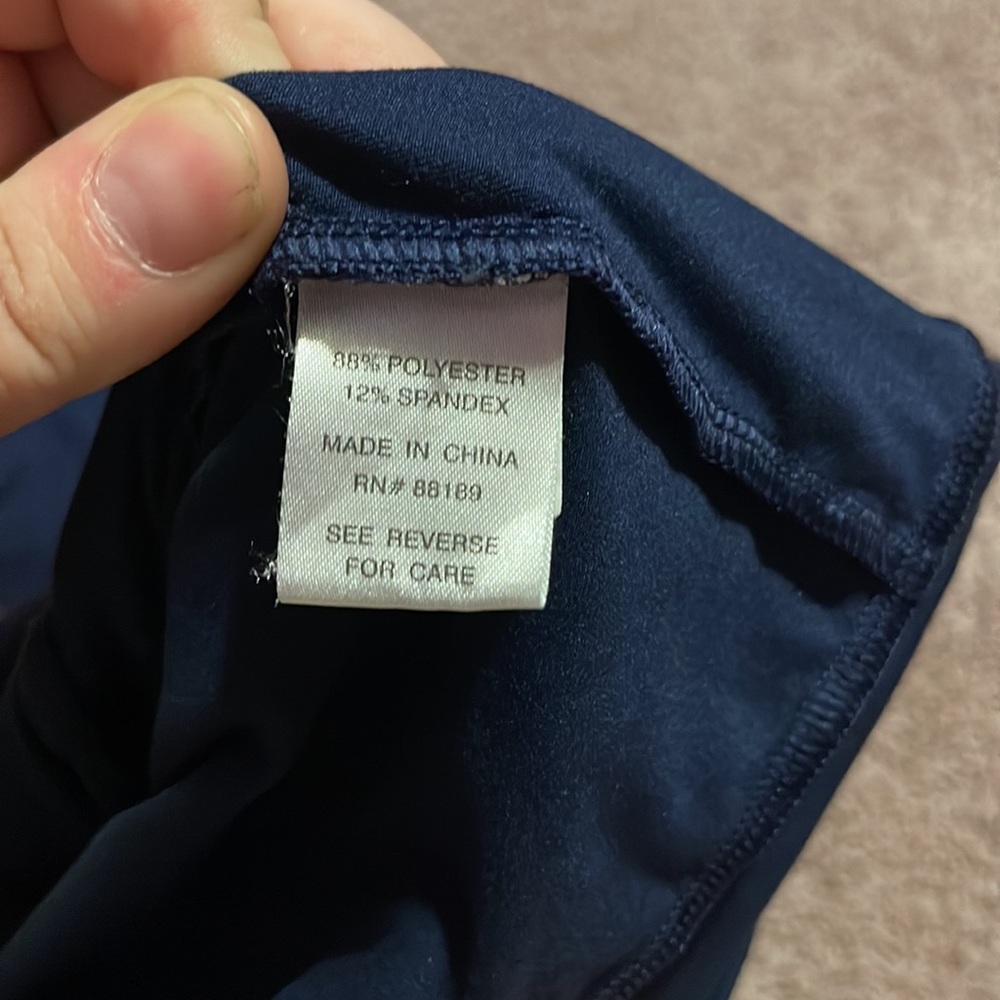 88% POLYESTER
12% SPANDEX
MADE IN CHINA
RN# 88189
SEE REVERSE
FOR CARE